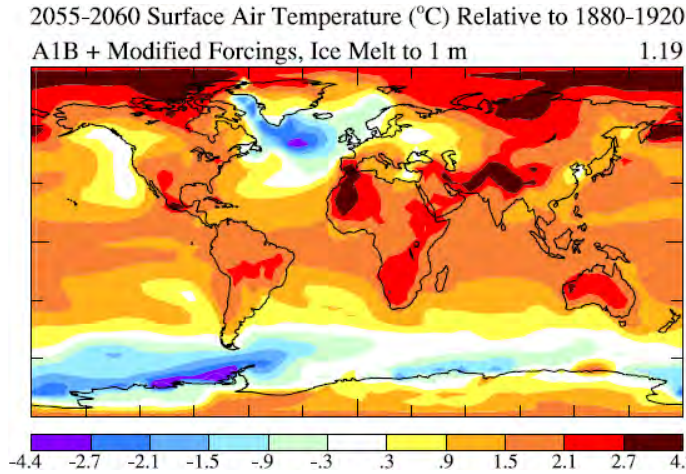 2055-2060 Surface Air Temperature (°C) Relative to 1880-1920
A1B + Modified Forcings, Ice Melt to 1 m 1.19
-4.4 -2.7 -2.1 -1.5 -.9 -.3 .3 .9 1.5 2.1 2.7 4.